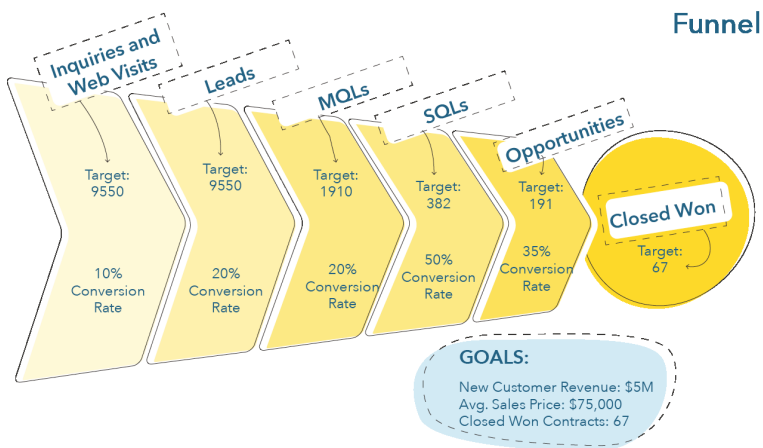 Funnel
Inquiries and
Web Visits
Target:
9550
10%
Conversion
Rate
Leads
Target:
9550
20%
Conversion
Rate
MQLs
Target:
1910
20%
Conversion
Rate
SQLs
Target:
382
50%
Conversion
Rate
Opportunities
Target:
191
35%
Conversion
Rate
Closed Won
Target:
67
GOALS:
New Customer Revenue: $5M
Avg. Sales Price: $75,000
Closed Won Contracts: 67